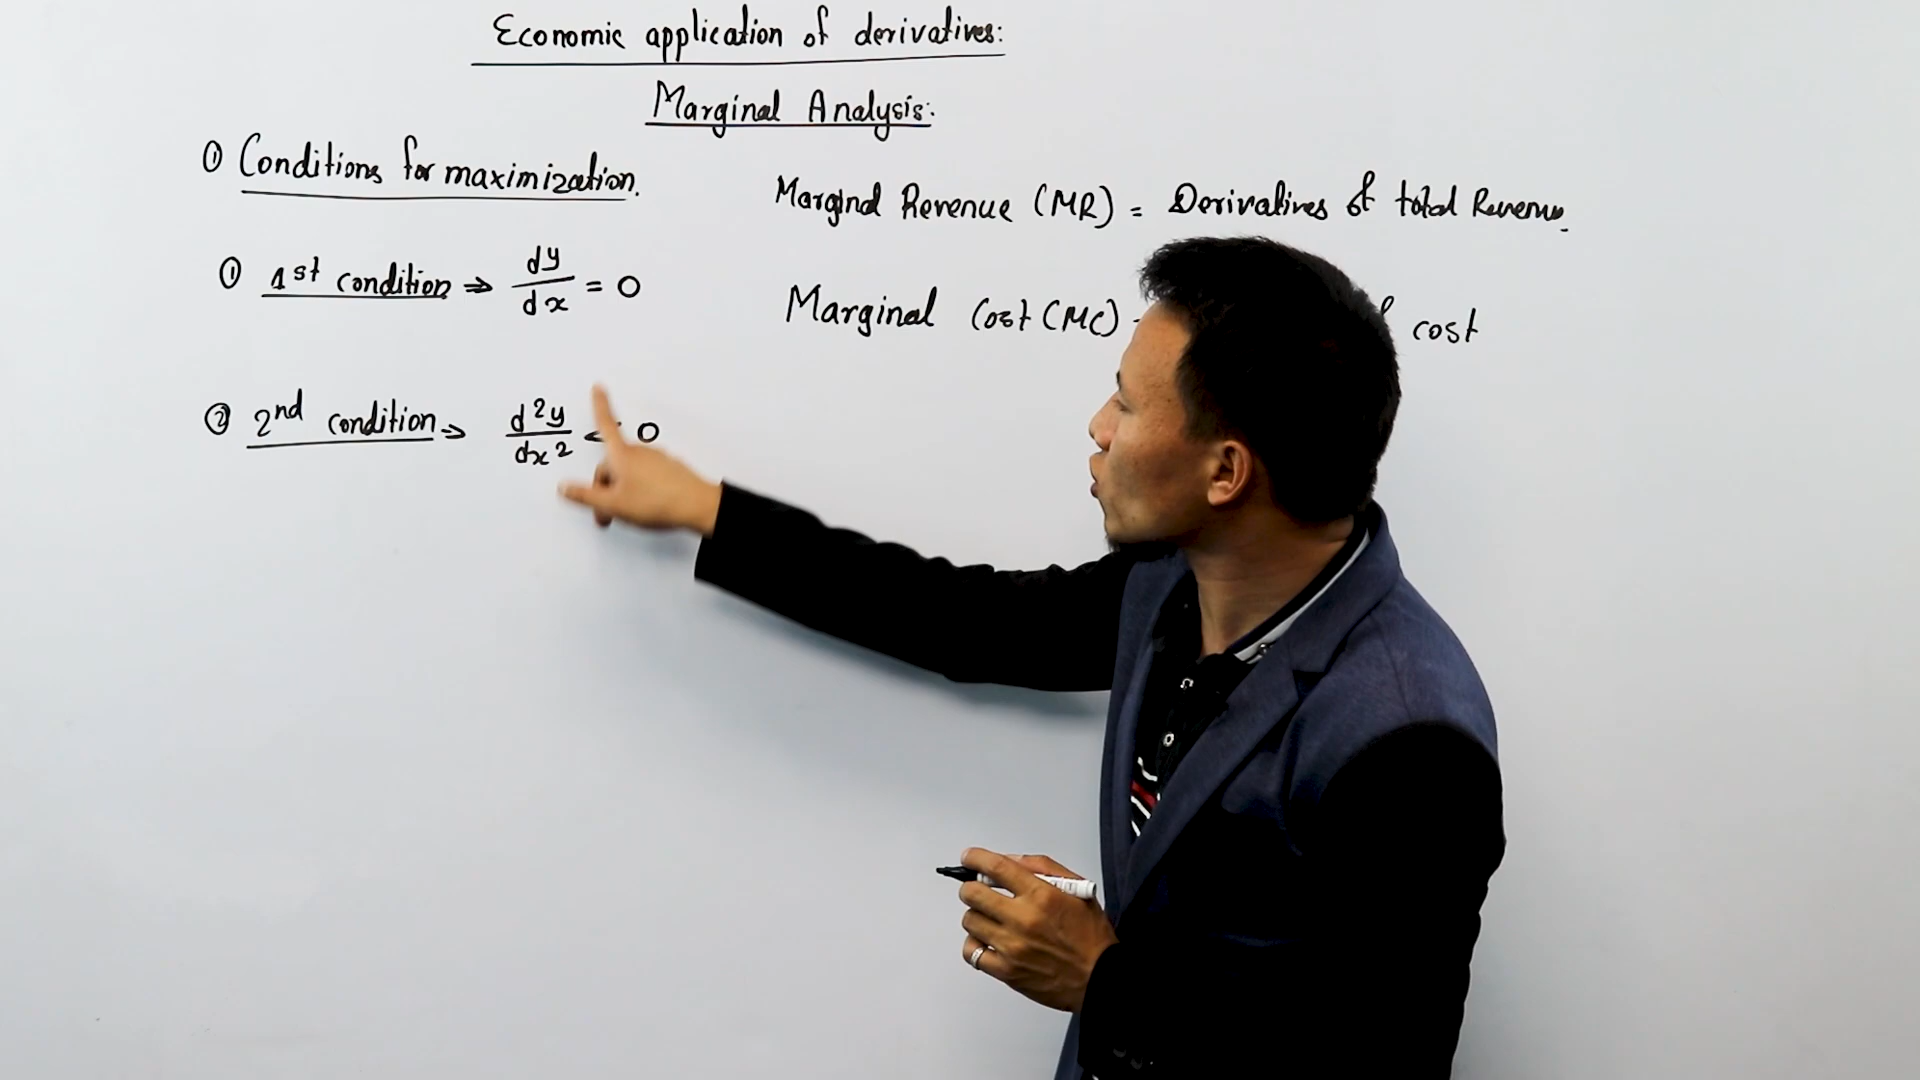 Economic application of derivatives:
Marginal Analysis:
① Conditions for maximization.
① 1st condition ⇒ dy/dx = 0
② 2nd condition ⇒ d²y/dx² < 0
Marginal Revenue (MR) = Derivatives of total Revenue.
Marginal Cost (MC) = cost